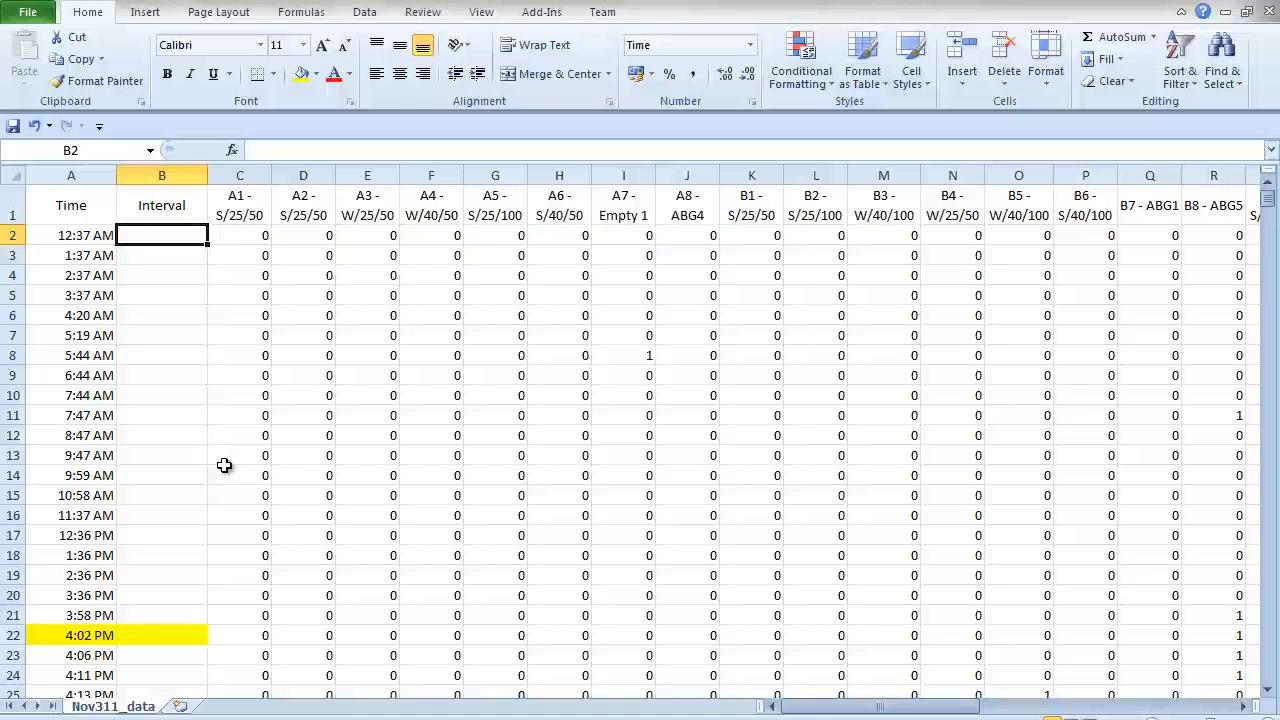 File Home Insert Page Layout Formulas Data Review View Add-Ins Team
Paste Cut Copy Format Painter Clipboard
Calibri 11 B I U Font
Wrap Text Merge & Center Alignment
Time % , Number
Conditional Formatting Format as Table Cell Styles Styles
Insert Delete Format Cells
Σ AutoSum Fill Clear Sort & Filter Find & Select Editing
B2 fx
A B C D E F G H I J K L M N O P Q R
1 Time Interval A1 - S/25/50 A2 - S/25/50 A3 - W/25/50 A4 - W/40/50 A5 - S/25/100 A6 - S/40/50 A7 - Empty 1 A8 - ABG4 B1 - S/25/50 B2 - S/25/100 B3 - W/40/100 B4 - W/25/50 B5 - W/40/100 B6 - S/40/100 B7 - ABG1 B8 - ABG5 S/
2 12:37 AM 0 0 0 0 0 0 0 0 0 0 0 0 0 0 0 0
3 1:37 AM 0 0 0 0 0 0 0 0 0 0 0 0 0 0 0 0
4 2:37 AM 0 0 0 0 0 0 0 0 0 0 0 0 0 0 0 0
5 3:37 AM 0 0 0 0 0 0 0 0 0 0 0 0 0 0 0 0
6 4:20 AM 0 0 0 0 0 0 0 0 0 0 0 0 0 0 0 0
7 5:19 AM 0 0 0 0 0 0 0 0 0 0 0 0 0 0 0 0
8 5:44 AM 0 0 0 0 0 0 1 0 0 0 0 0 0 0 0 0
9 6:44 AM 0 0 0 0 0 0 0 0 0 0 0 0 0 0 0 0
10 7:44 AM 0 0 0 0 0 0 0 0 0 0 0 0 0 0 0 0
11 7:47 AM 0 0 0 0 0 0 0 0 0 0 0 0 0 0 0 1
12 8:47 AM 0 0 0 0 0 0 0 0 0 0 0 0 0 0 0 0
13 9:47 AM 0 0 0 0 0 0 0 0 0 0 0 0 0 0 0 0
14 9:59 AM 0 0 0 0 0 0 0 0 0 0 0 0 0 0 0 0
15 10:58 AM 0 0 0 0 0 0 0 0 0 0 0 0 0 0 0 0
16 11:37 AM 0 0 0 0 0 0 0 0 0 0 0 0 0 0 0 0
17 12:36 PM 0 0 0 0 0 0 0 0 0 0 0 0 0 0 0 0
18 1:36 PM 0 0 0 0 0 0 0 0 0 0 0 0 0 0 0 0
19 2:36 PM 0 0 0 0 0 0 0 0 0 0 0 0 0 0 0 0
20 3:36 PM 0 0 0 0 0 0 0 0 0 0 0 0 0 0 0 0
21 3:58 PM 0 0 0 0 0 0 0 0 0 0 0 0 0 0 0 1
22 4:02 PM 0 0 0 0 0 0 0 0 0 0 0 0 0 0 0 1
23 4:06 PM 0 0 0 0 0 0 0 0 0 0 0 0 0 0 0 1
24 4:11 PM 0 0 0 0 0 0 0 0 0 0 0 0 0 0 0 1
25 4:13 PM 0 0 0 0 0 0 0 0 0 0 0 0 1 0 0 0
Nov311_data